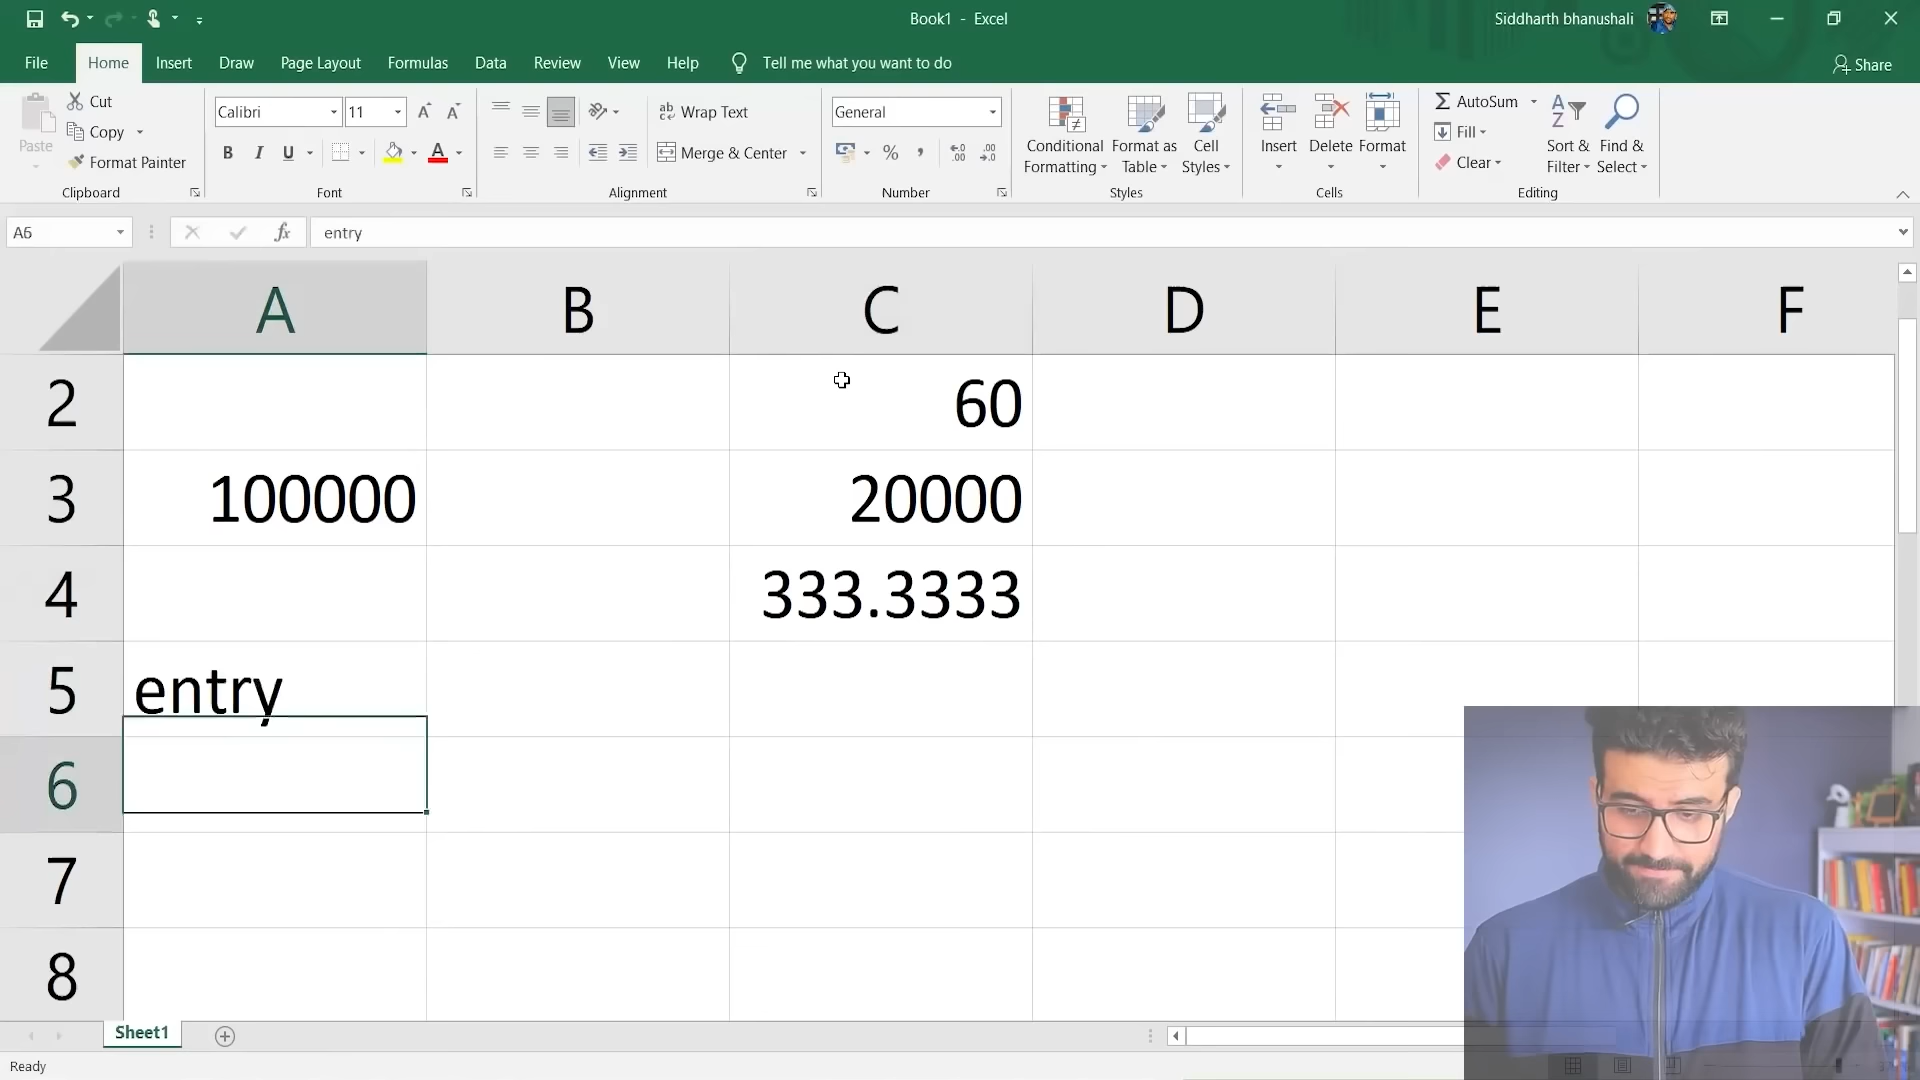 Book1 - Excel
Siddharth bhanushali
File Home Insert Draw Page Layout Formulas Data Review View Help Tell me what you want to do Share
Paste
Cut
Copy
Format Painter
Clipboard
Calibri 11
B I U A
Font
Wrap Text
Merge & Center
Alignment
General
%
Number
Conditional Formatting
Format as Table
Cell Styles
Styles
Insert
Delete
Format
Cells
AutoSum
Fill
Clear
Sort & Filter
Find & Select
Editing
A6 fx entry
A B C D E F
2 60
3 100000 20000
4 333.3333
5 entry
6
7
8
Sheet1
Ready